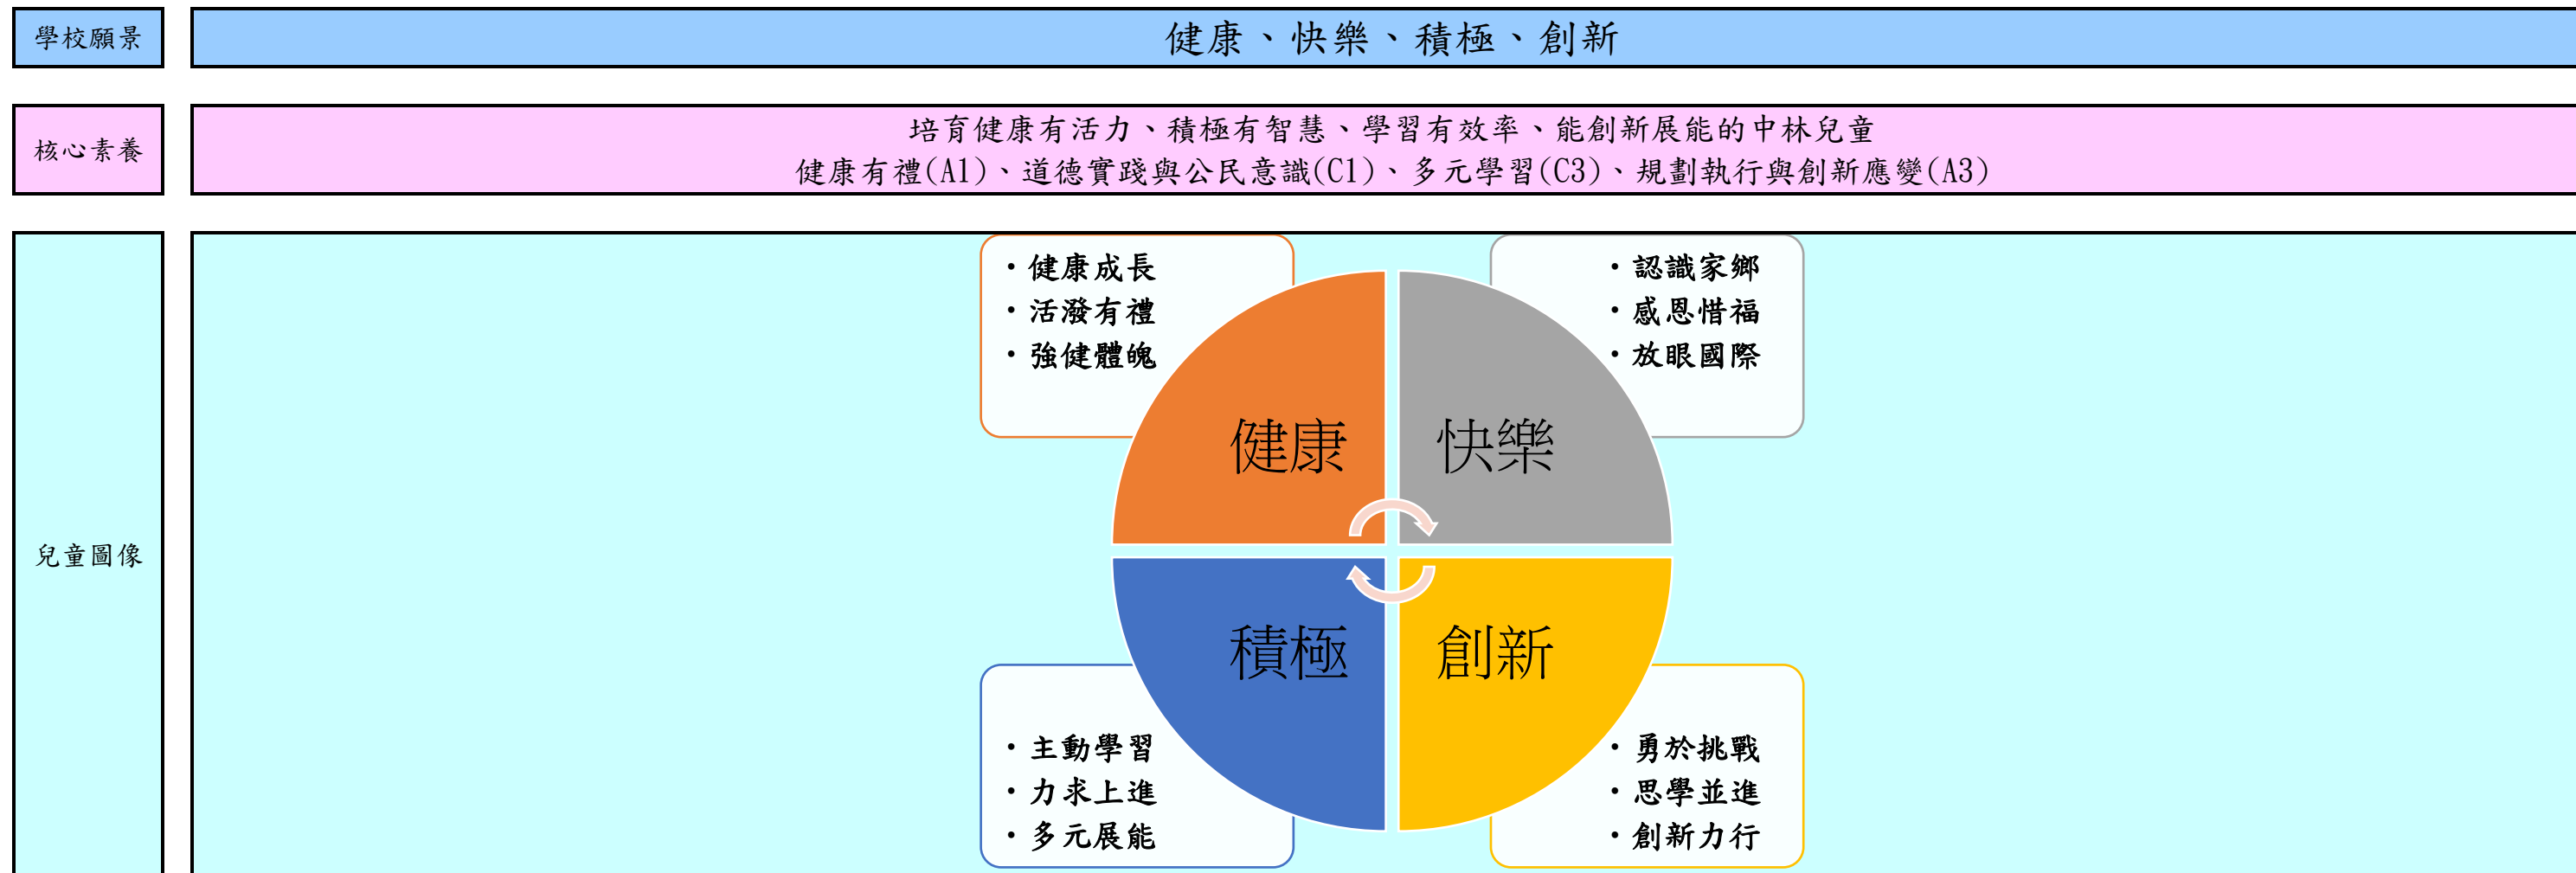 學校願景
健康、快樂、積極、創新
核心素養
培育健康有活力、積極有智慧、學習有效率、能創新展能的中林兒童
健康有禮(A1)、道德實踐與公民意識(C1)、多元學習(C3)、規劃執行與創新應變(A3)
兒童圖像
・健康成長
・活潑有禮
・強健體魄
・認識家鄉
・感恩惜福
・放眼國際
健康
快樂
積極
創新
・主動學習
・力求上進
・多元展能
・勇於挑戰
・思學並進
・創新力行